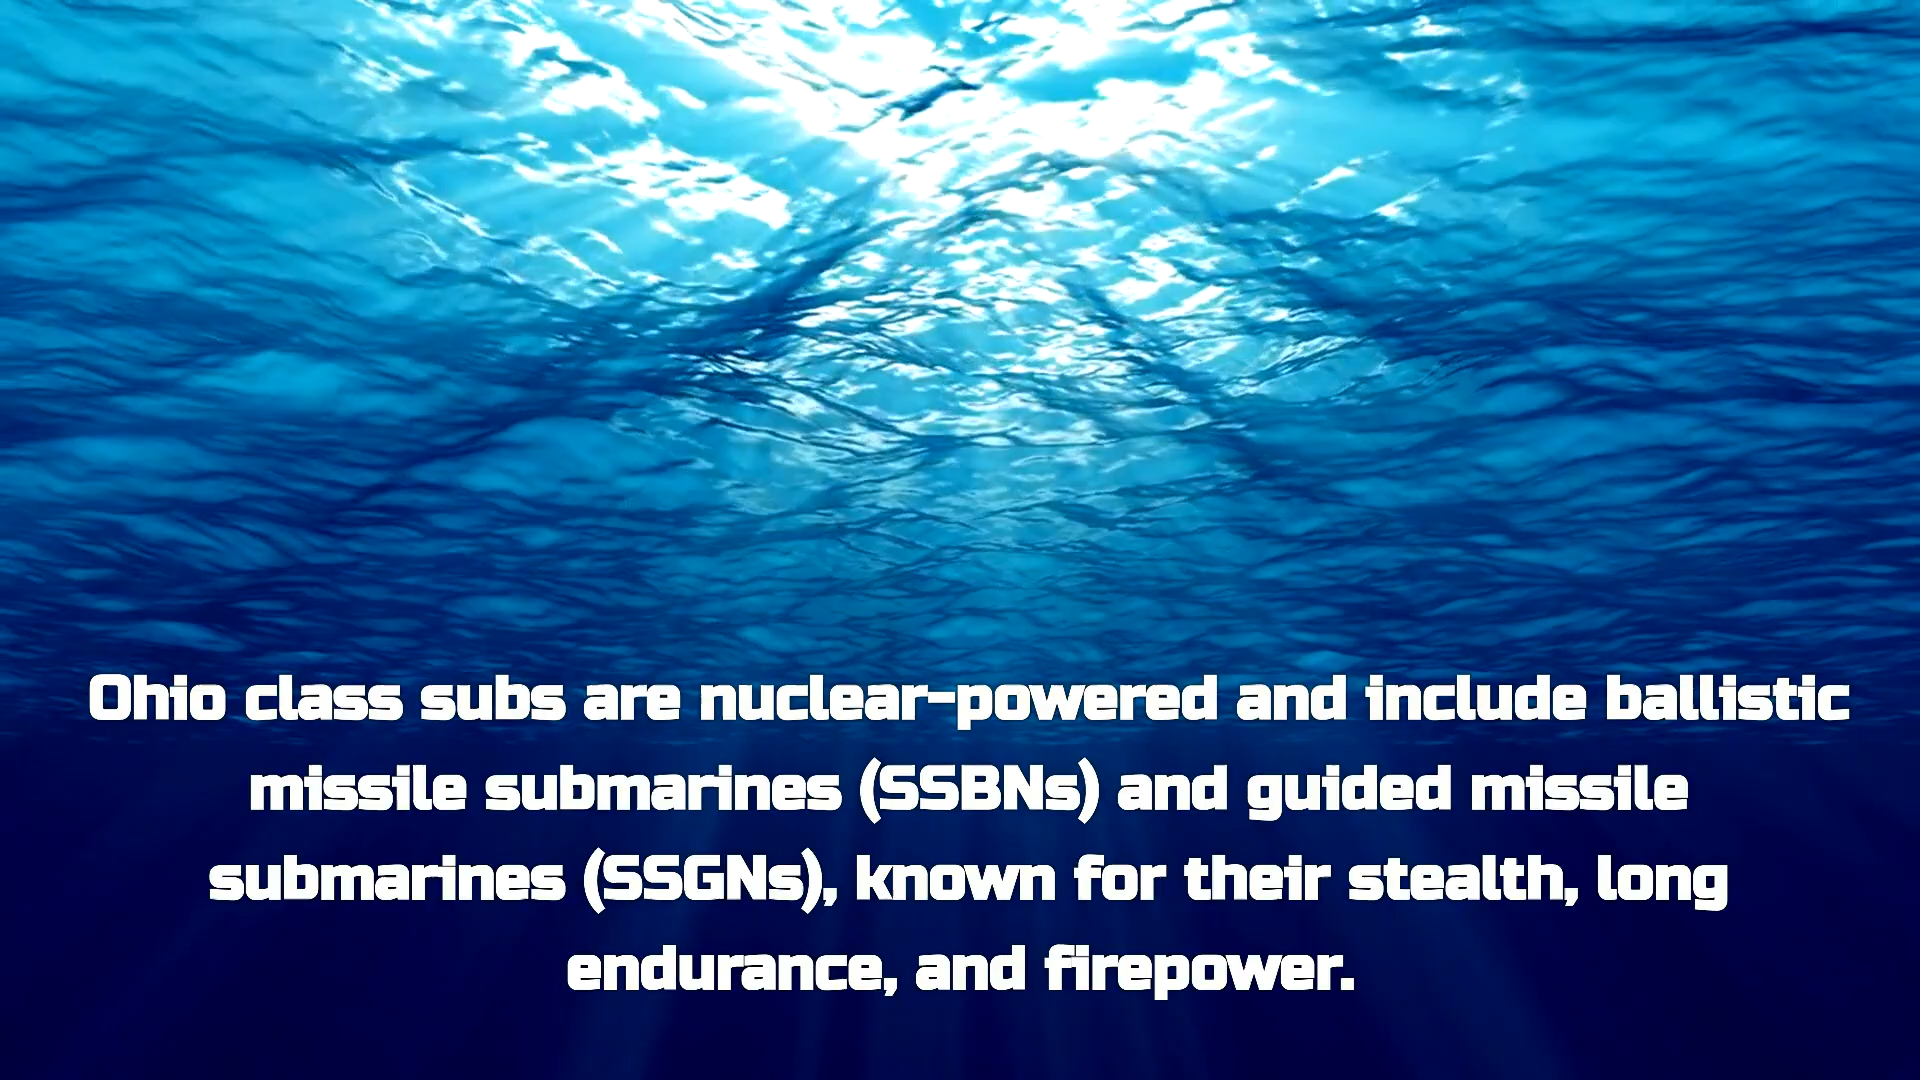 Ohio class subs are nuclear-powered and include ballistic
missile submarines (SSBNs) and guided missile
submarines (SSGNs), known for their stealth, long
endurance, and firepower.